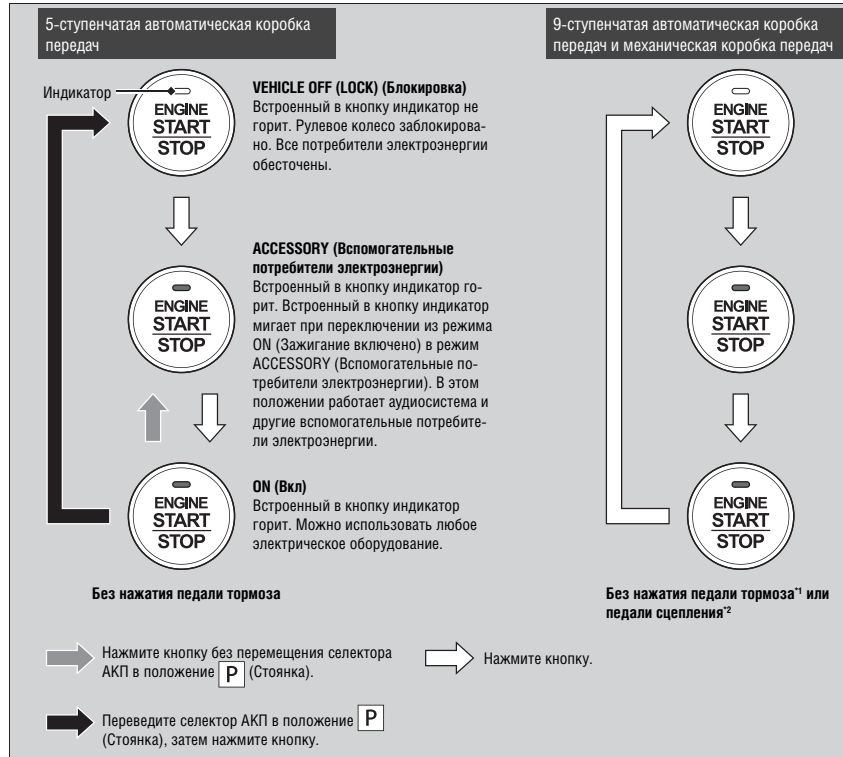 5-ступенчатая автоматическая коробка
передач
Индикатор
ENGINE
START
STOP
VEHICLE OFF (LOCK) (Блокировка)
Встроенный в кнопку индикатор не
горит. Рулевое колесо заблокирова-
но. Все потребители электроэнергии
обесточены.
ENGINE
START
STOP
ACCESSORY (Вспомогательные
потребители электроэнергии)
Встроенный в кнопку индикатор го-
рит. Встроенный в кнопку индикатор
мигает при переключении из режима
ON (Зажигание включено) в режим
ACCESSORY (Вспомогательные по-
требители электроэнергии). В этом
положении работает аудиосистема и
другие вспомогательные потребите-
ли электроэнергии.
ENGINE
START
STOP
ON (Вкл)
Встроенный в кнопку индикатор
горит. Можно использовать любое
электрическое оборудование.
Без нажатия педали тормоза
9-ступенчатая автоматическая коробка
передач и механическая коробка передач
ENGINE
START
STOP
ENGINE
START
STOP
ENGINE
START
STOP
Без нажатия педали тормоза*1 или
педали сцепления*2
Нажмите кнопку без перемещения селектора
АКП в положение P (Стоянка).
Нажмите кнопку.
Переведите селектор АКП в положение P
(Стоянка), затем нажмите кнопку.